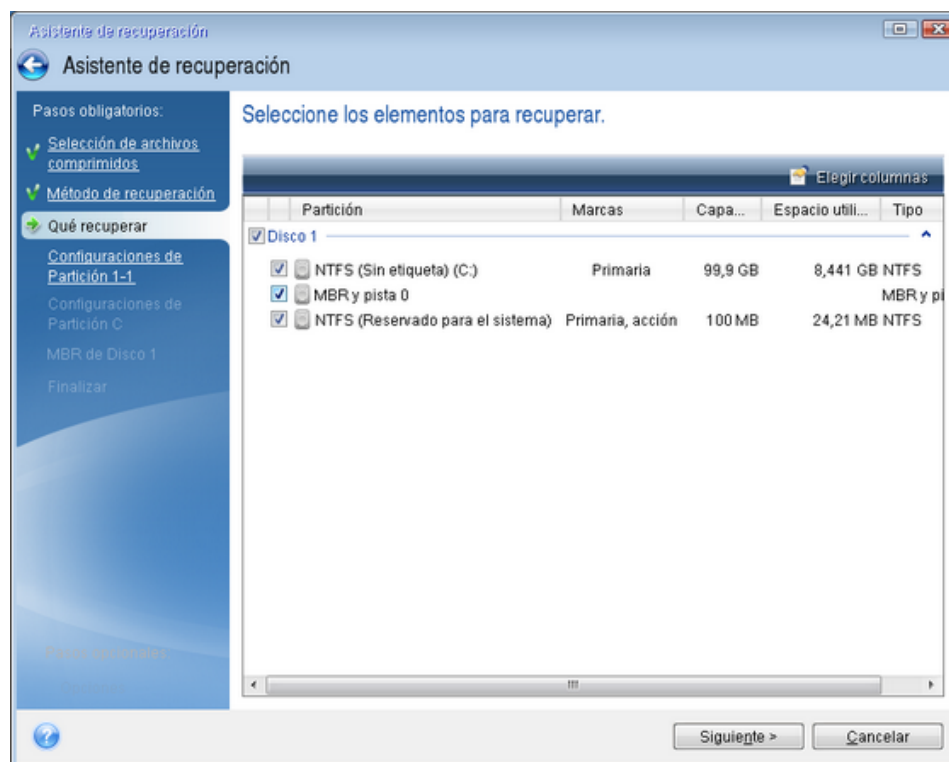 Asistente de recuperación
Asistente de recuperación
Pasos obligatorios:
Selección de archivos
comprimidos
Método de recuperación
Qué recuperar
Configuraciones de
Partición 1-1
Configuraciones de
Partición C
MBR de Disco 1
Finalizar
Seleccione los elementos para recuperar.
Elegir columnas
Partición Marcas Capa... Espacio utili... Tipo
Disco 1
NTFS (Sin etiqueta) (C:) Primaria 99,9 GB 8,441 GB NTFS
MBR y pista 0 MBR y pi
NTFS (Reservado para el sistema) Primaria, acción 100 MB 24,21 MB NTFS
Siguiente >
Cancelar